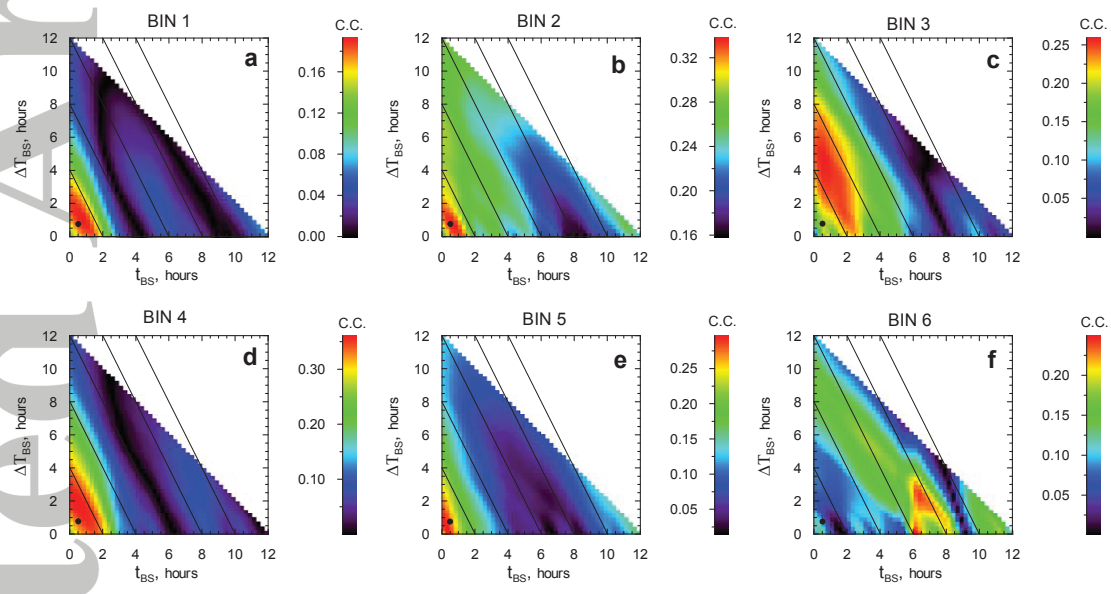 BIN 1
BIN 2
BIN 3
C.C.
C.C.
C.C.
a
b
c
12
10
8
6
4
2
0
ΔT_BS, hours
0 2 4 6 8 10 12
t_BS, hours
0.16
0.12
0.08
0.04
0.00
12
10
8
6
4
2
0
ΔT_BS, hours
0 2 4 6 8 10 12
t_BS, hours
0.32
0.28
0.24
0.20
0.16
12
10
8
6
4
2
0
ΔT_BS, hours
0 2 4 6 8 10 12
t_BS, hours
0.25
0.20
0.15
0.10
0.05
BIN 4
BIN 5
BIN 6
C.C.
C.C.
C.C.
d
e
f
12
10
8
6
4
2
0
ΔT_BS, hours
0 2 4 6 8 10 12
t_BS, hours
0.30
0.20
0.10
12
10
8
6
4
2
0
ΔT_BS, hours
0 2 4 6 8 10 12
t_BS, hours
0.25
0.20
0.15
0.10
0.05
12
10
8
6
4
2
0
ΔT_BS, hours
0 2 4 6 8 10 12
t_BS, hours
0.20
0.15
0.10
0.05